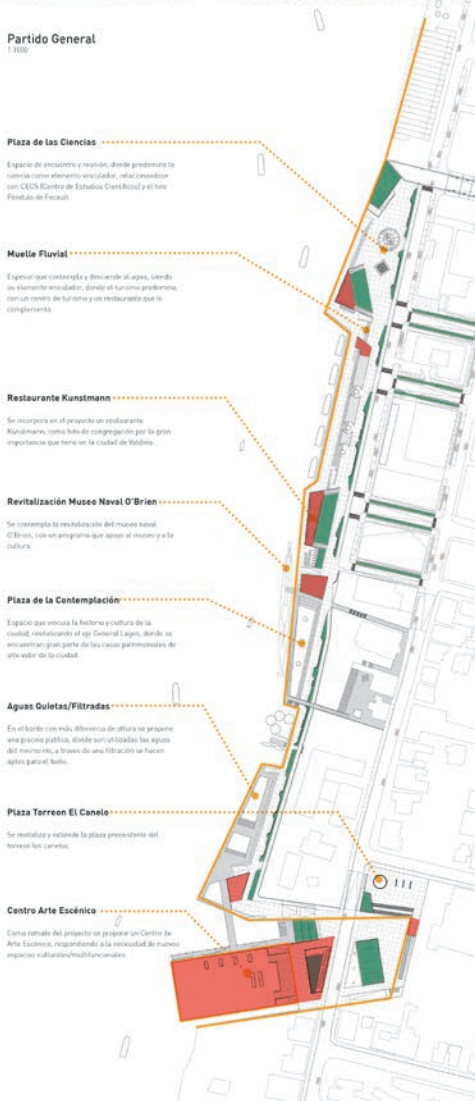 Partido General
1:3000
Plaza de las Ciencias
Espacio de encuentro y reunión, donde predomina la
ciencia como elemento vinculador, relacionandose
con CECS (Centro de Estudios Científicos) y el hito
Pendulo de Focault.
Muelle Fluvial
Espesor que contempla y desciende al agua, siendo
su elemento vinculador, donde el turismo predomina,
con un centro de turismo y un restaurante que la
complementa.
Restaurante Kunstmann
Se incorpora en el proyecto un restaurante
Kunstmann, como hito de congregación por la gran
importancia que tiene en la ciudad de Valdivia.
Revitalización Museo Naval O'Brien
Se contempla la revitalización del museo naval
O'Brien, con un programa que apoye al museo y a la
cultura.
Plaza de la Contemplación
Espacio que vincula la historia y cultura de la
ciudad, revitalizando el eje General Lagos, donde se
encuentran gran parte de las casas patrimoniales de
alto valor de la ciudad.
Aguas Quietas/Filtradas
En el borde con más diferencia de altura se propone
una piscina publica, donde son utilizadas las aguas
del mismo río, a traves de una filtración se hacen
aptas para el baño.
Plaza Torreon El Canelo
Se revitaliza y extiende la plaza preexistente del
torreon los canelos.
Centro Arte Escénico
Como remate del proyecto se propone un Centro de
Arte Escénico, respondiendo a la necesidad de nuevos
espacios culturales/multifuncionales.